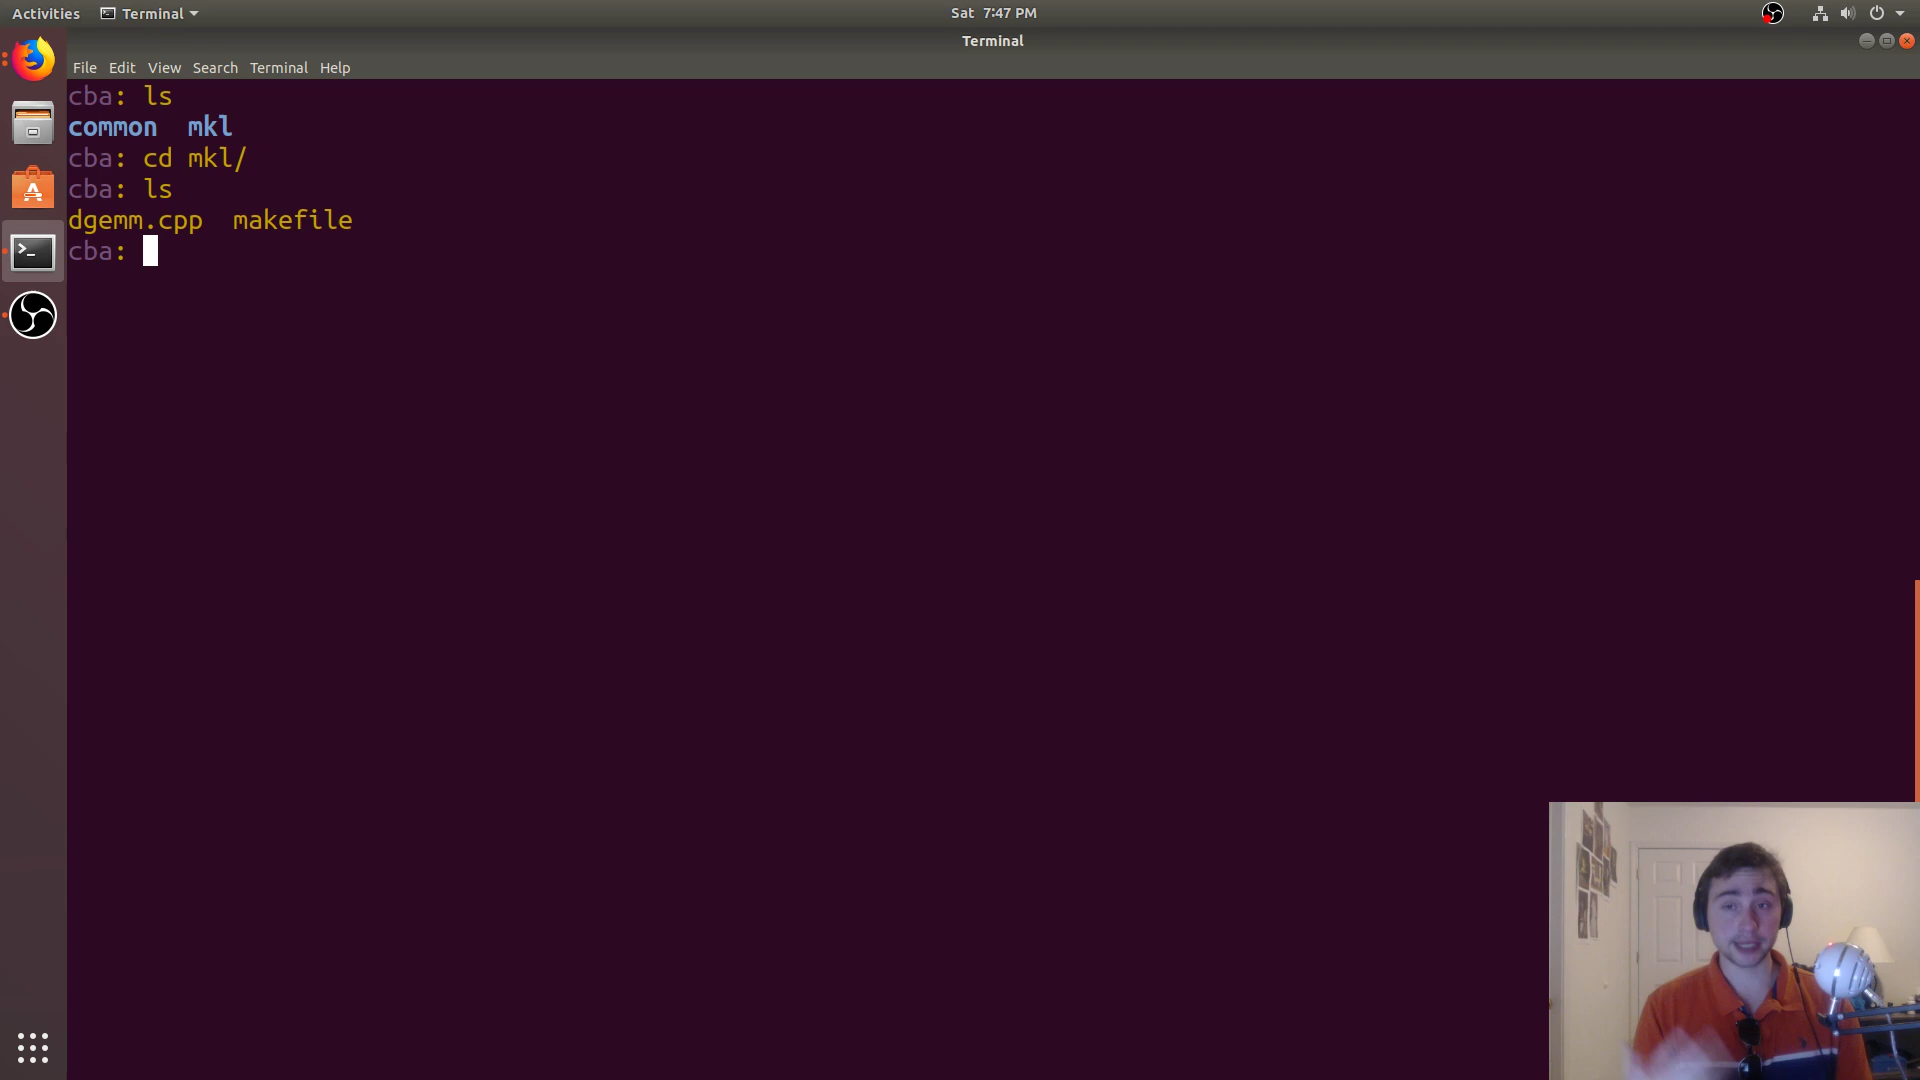 Activities Terminal Sat 7:47 PM
Terminal
File Edit View Search Terminal Help
cba: ls
common mkl
cba: cd mkl/
cba: ls
dgemm.cpp makefile
cba: